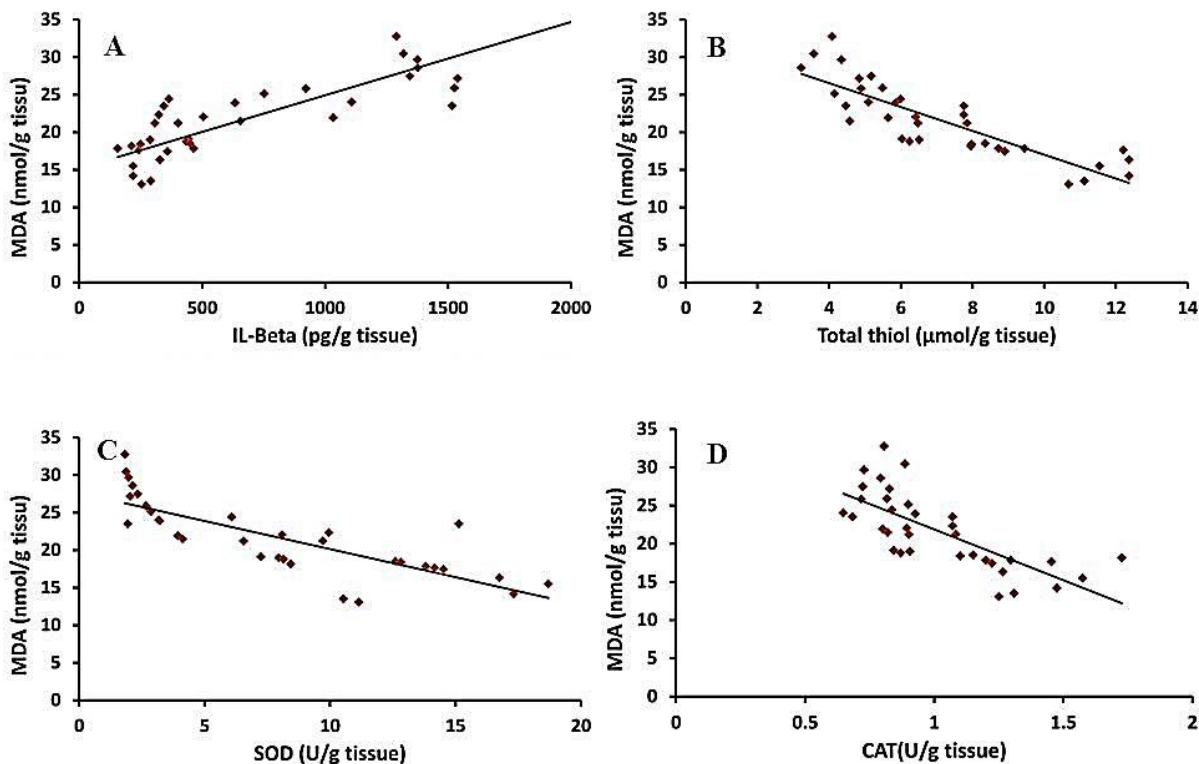 A
MDA (nmol/g tissu)
35
30
25
20
15
10
5
0
0 500 1000 1500 2000
IL-Beta (pg/g tissue)
B
MDA (nmol/g tissu)
35
30
25
20
15
10
5
0
0 2 4 6 8 10 12 14
Total thiol (µmol/g tissue)
C
MDA (nmol/g tissu)
35
30
25
20
15
10
5
0
0 5 10 15 20
SOD (U/g tissue)
D
MDA (nmol/g tissu)
35
30
25
20
15
10
5
0
0 0.5 1 1.5 2
CAT(U/g tissue)